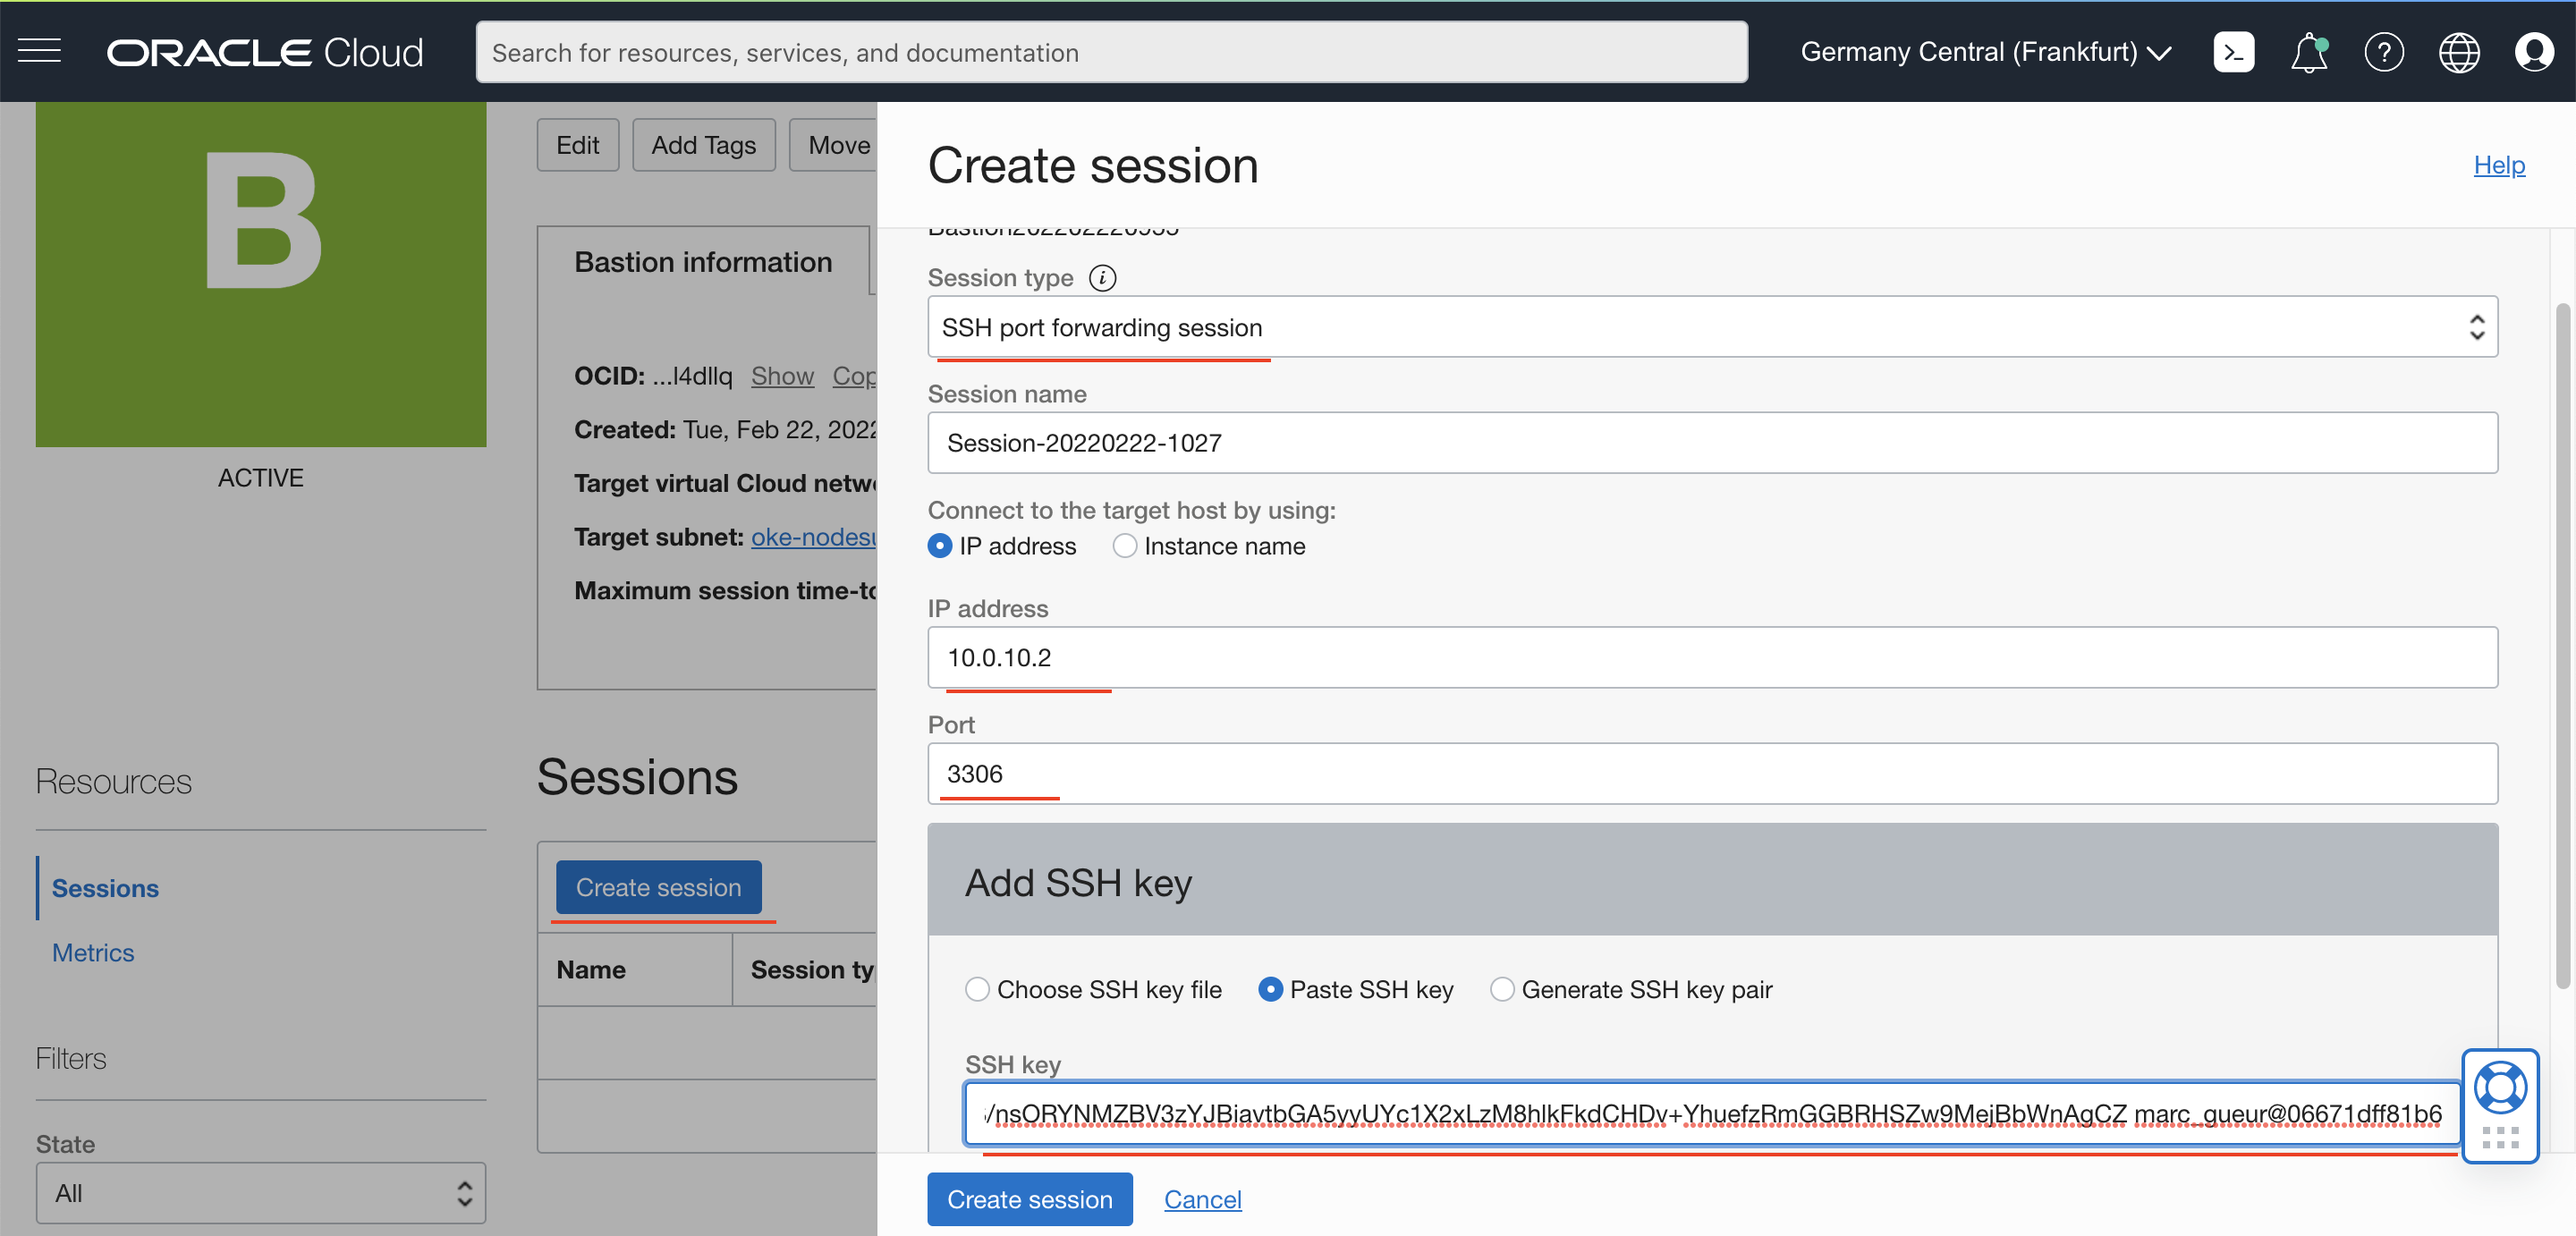 ORACLE Cloud
Search for resources, services, and documentation
Germany Central (Frankfurt)
B
ACTIVE
Edit
Add Tags
Move
Bastion information
OCID: ...l4dllq Show Cop
Created: Tue, Feb 22, 2022
Target virtual Cloud netw
Target subnet: oke-nodesu
Maximum session time-to
Resources
Sessions
Metrics
Filters
State
All
Sessions
Create session
Name
Session ty
Create session
Help
Session type
SSH port forwarding session
Session name
Session-20220222-1027
Connect to the target host by using:
IP address
Instance name
IP address
10.0.10.2
Port
3306
Add SSH key
Choose SSH key file
Paste SSH key
Generate SSH key pair
SSH key
/nsORYNMZBV3zYJBiavtbGA5yyUYc1X2xLzM8hlkFkdCHDv+YhuefzRmGGBRHSZw9MejBbWnAgCZ marc_gueur@06671dff81b6
Create session
Cancel